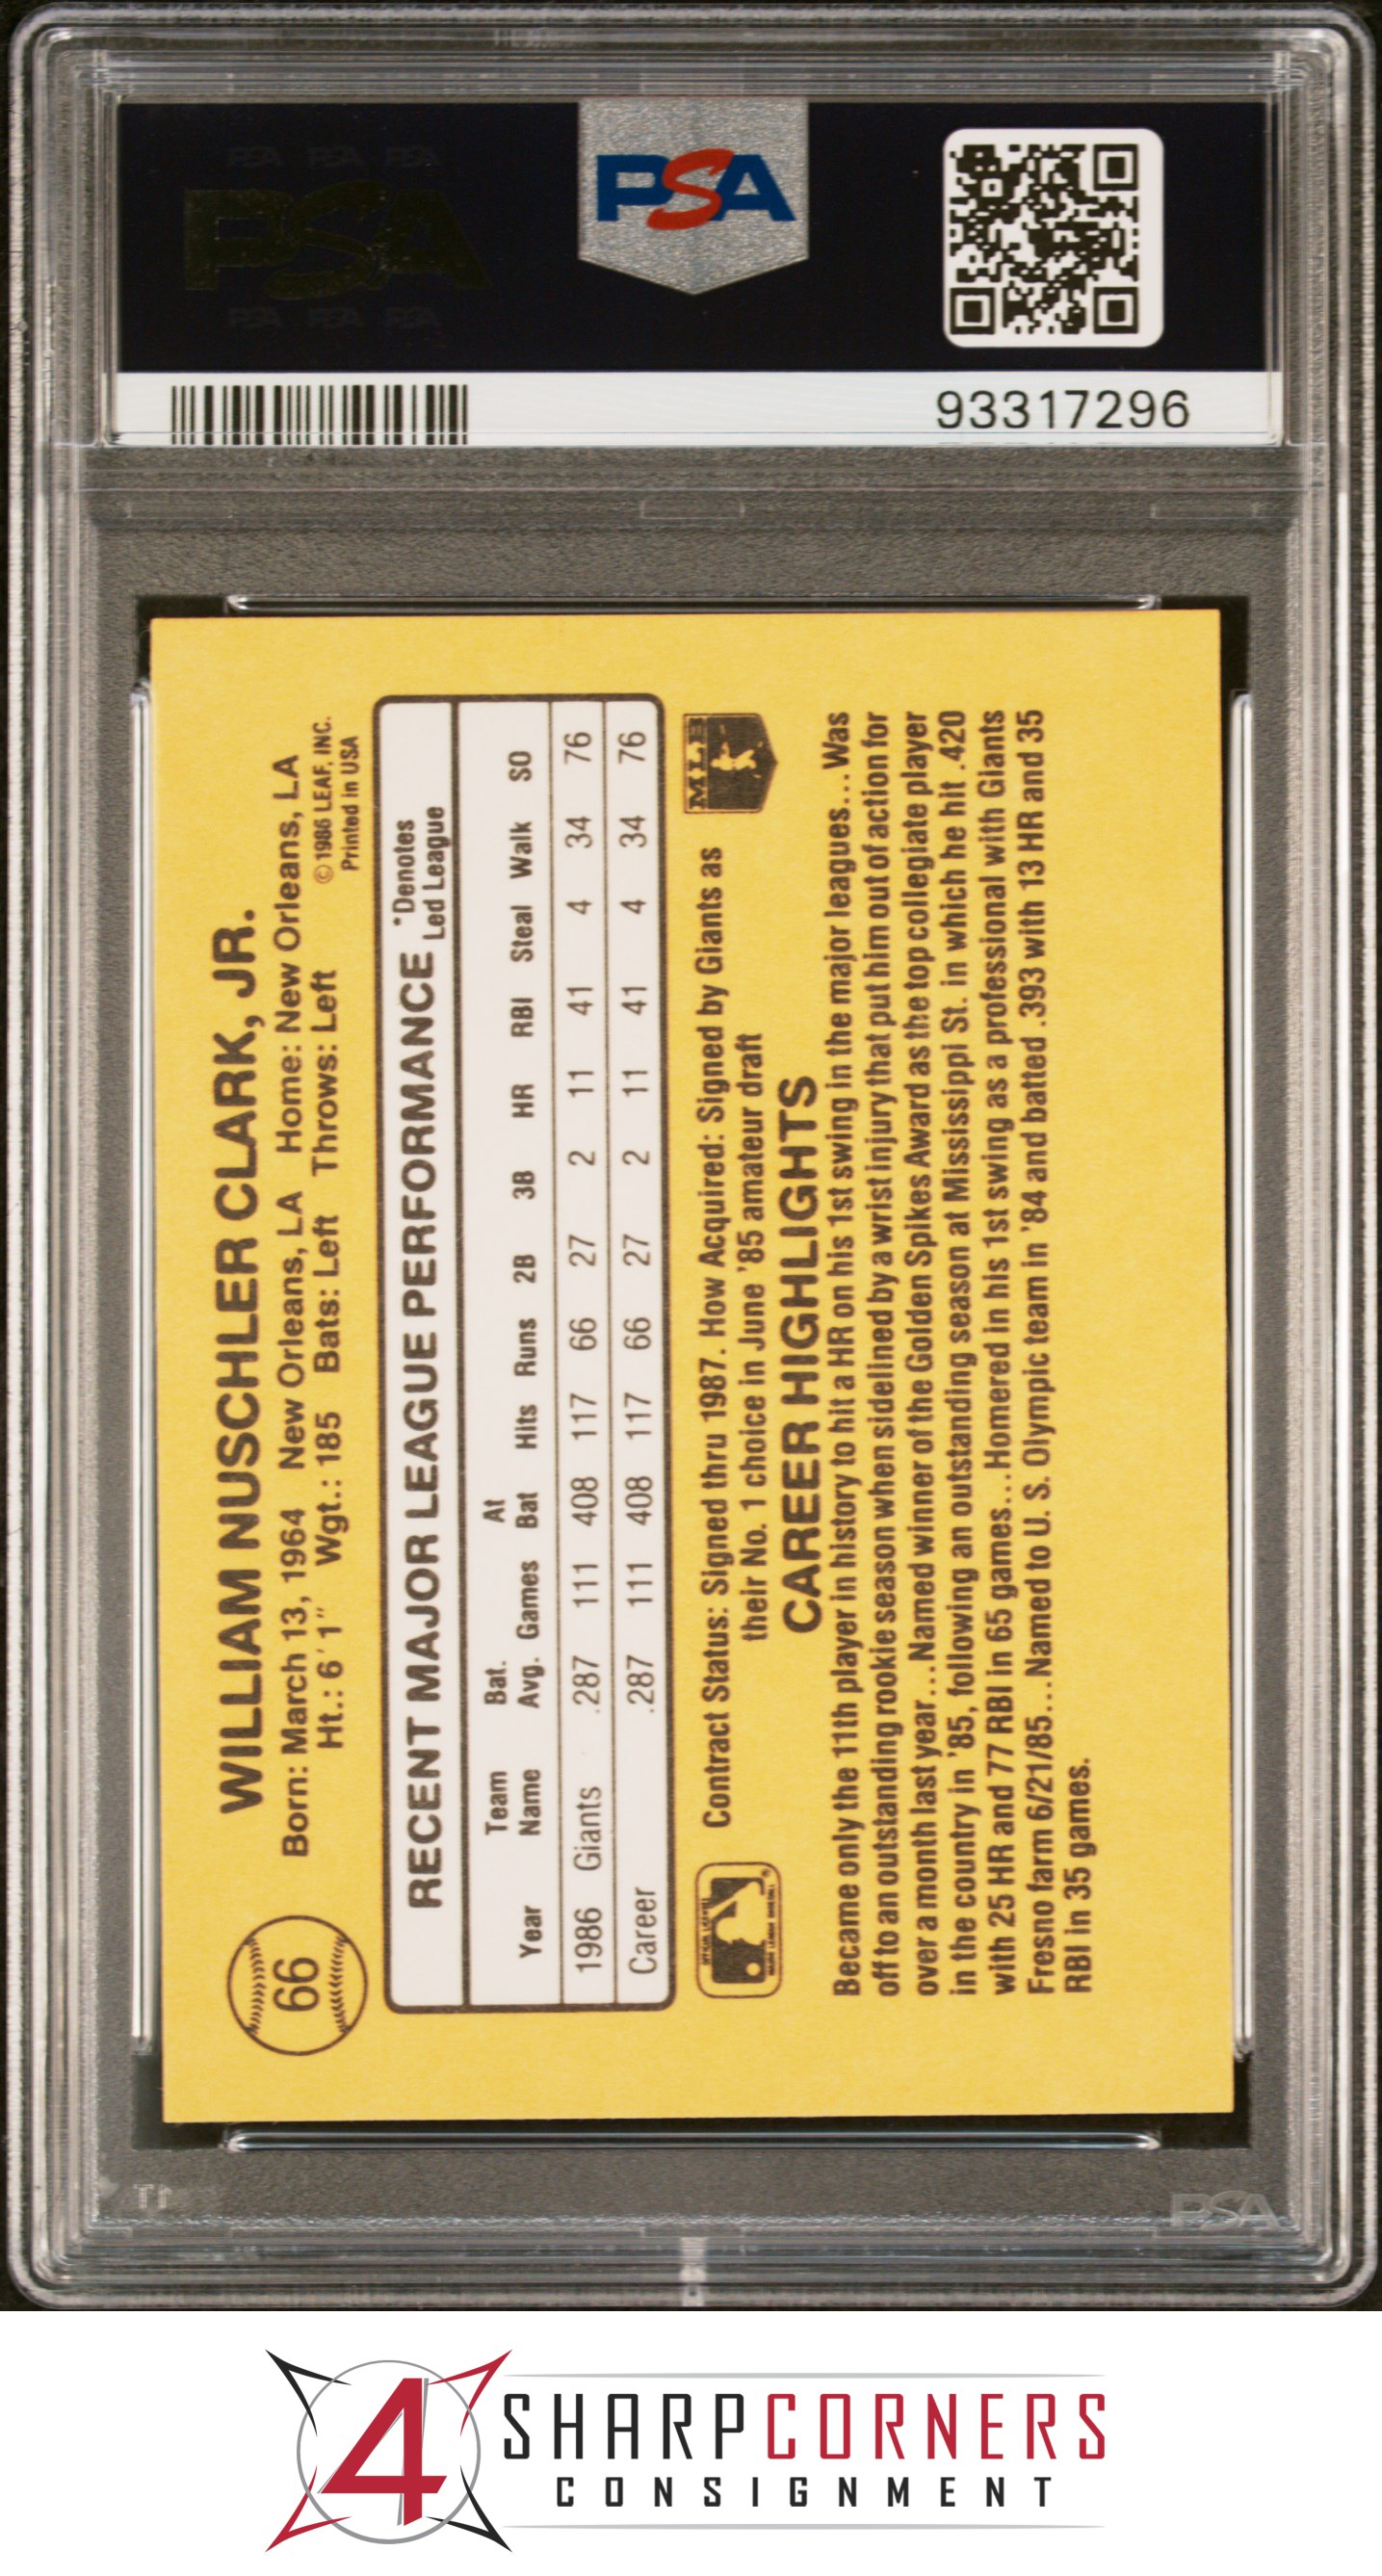 PSA PSA PSA
PSA
PSA PSA PSA
PSA
93317296
66
WILLIAM NUSCHLER CLARK, JR.
Born: March 13, 1964 New Orleans, LA Home: New Orleans, LA
Ht.: 6′1″ Wgt.: 185 Bats: Left Throws: Left
© 1986 LEAF, INC.
Printed in USA
RECENT MAJOR LEAGUE PERFORMANCE *Denotes Led League
Year Team Name Bat. Avg. Games At Bat Hits Runs 2B 3B HR RBI Steal Walk SO
1986 Giants .287 111 408 117 66 27 2 11 41 4 34 76
Career .287 111 408 117 66 27 2 11 41 4 34 76
Contract Status: Signed thru 1987. How Acquired: Signed by Giants as
their No. 1 choice in June '85 amateur draft
MLB
CAREER HIGHLIGHTS
Became only the 11th player in history to hit a HR on his 1st swing in the major leagues...Was
off to an outstanding rookie season when sidelined by a wrist injury that put him out of action for
over a month last year...Named winner of the Golden Spikes Award as the top collegiate player
in the country in '85, following an outstanding season at Mississippi St. in which he hit .420
with 25 HR and 77 RBI in 65 games...Homered in his 1st swing as a professional with Giants
Fresno farm 6/21/85...Named to U. S. Olympic team in '84 and batted .393 with 13 HR and 35
RBI in 35 games.
PSA
4 SHARPCORNERS
CONSIGNMENT